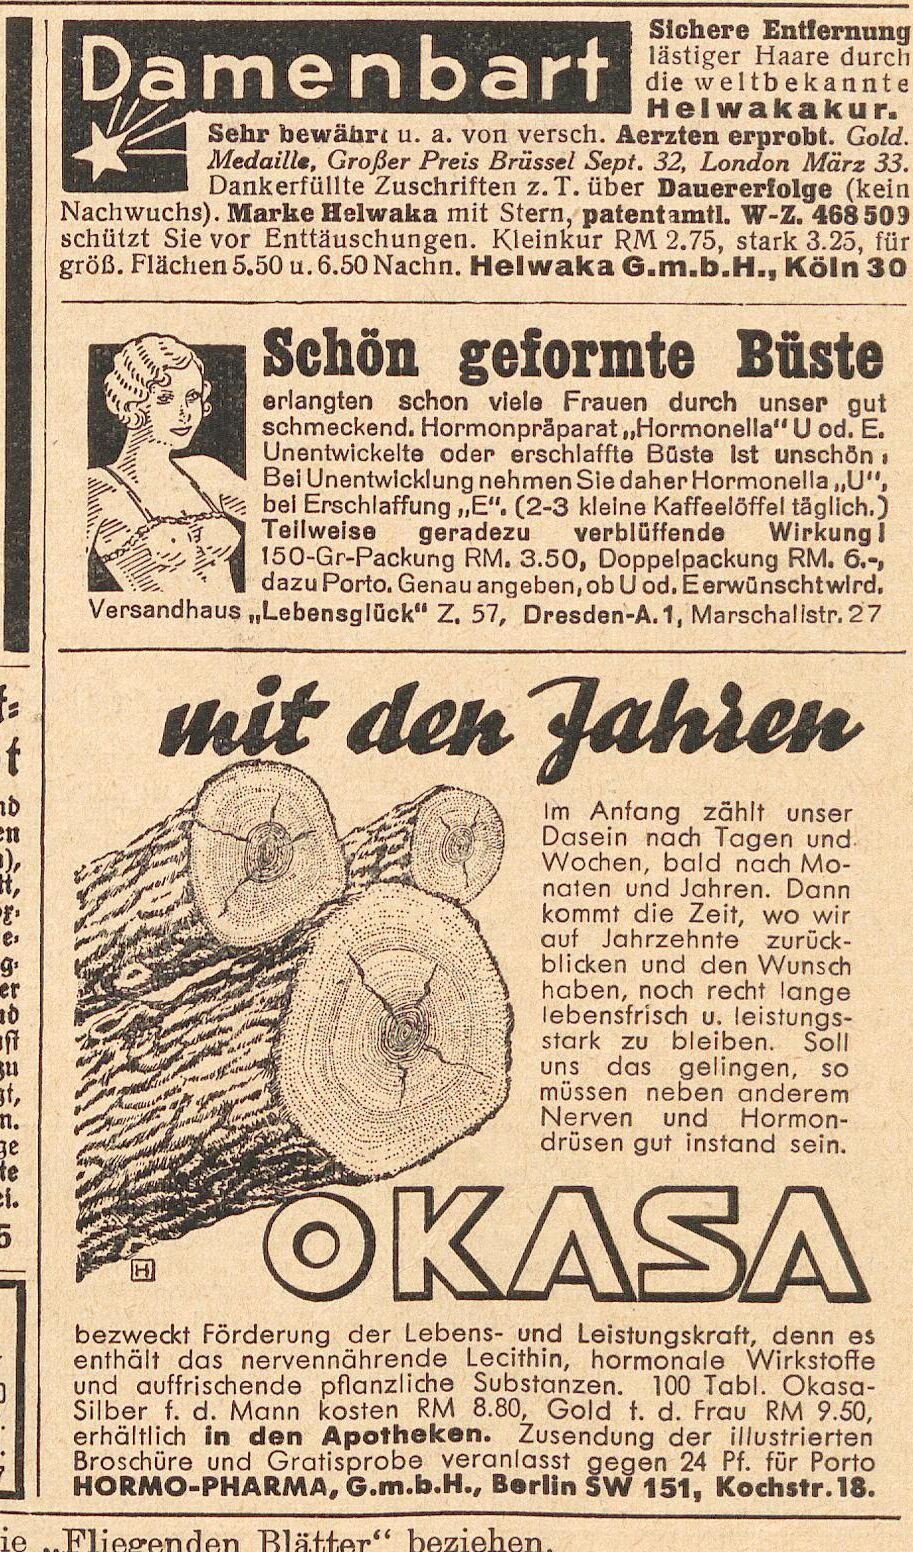 Damenbart
Sichere Entfernung
lästiger Haare durch
die weltbekannte
Helwakakur.
Sehr bewährt u. a. von versch. Aerzten erprobt. Gold.
Medaille, Großer Preis Brüssel Sept. 32, London März 33.
Dankerfüllte Zuschriften z. T. über Dauererfolge (kein
Nachwuchs). Marke Helwaka mit Stern, patentamtl. W-Z. 468 509
schützt Sie vor Enttäuschungen. Kleinkur RM 2.75, stark 3.25, für
größ. Flächen 5.50 u. 6.50 Nachn. Helwaka G.m.b.H., Köln 30
Schön geformte Büste
erlangten schon viele Frauen durch unser gut
schmeckend. Hormonpräparat „Hormonella“ U od. E.
Unentwickelte oder erschlaffte Büste ist unschön!
Bei Unentwicklung nehmen Sie daher Hormonella „U“,
bei Erschlaffung „E“. (2-3 kleine Kaffeelöffel täglich.)
Teilweise geradezu verblüffende Wirkung!
150-Gr-Packung RM. 3.50, Doppelpackung RM. 6.-,
dazu Porto. Genau angeben, ob U od. E erwünscht wird.
Versandhaus „Lebensglück“ Z. 57, Dresden-A. 1, Marschallstr. 27
mit den Jahren
Im Anfang zählt unser
Dasein nach Tagen und
Wochen, bald nach Mo-
naten und Jahren. Dann
kommt die Zeit, wo wir
auf Jahrzehnte zurück-
blicken und den Wunsch
haben, noch recht lange
lebensfrisch u. leistungs-
stark zu bleiben. Soll
uns das gelingen, so
müssen neben anderem
Nerven und Hormon-
drüsen gut instand sein.
H
OKASA
bezweckt Förderung der Lebens- und Leistungskraft, denn es
enthält das nervennährende Lecithin, hormonale Wirkstoffe
und auffrischende pflanzliche Substanzen. 100 Tabl. Okasa-
Silber f. d. Mann kosten RM 8.80, Gold f. d. Frau RM 9.50,
erhältlich in den Apotheken. Zusendung der illustrierten
Broschüre und Gratisprobe veranlasst gegen 24 Pf. für Porto
HORMO-PHARMA, G.m.b.H., Berlin SW 151, Kochstr. 18.
„Fliegenden Blätter“ beziehen.